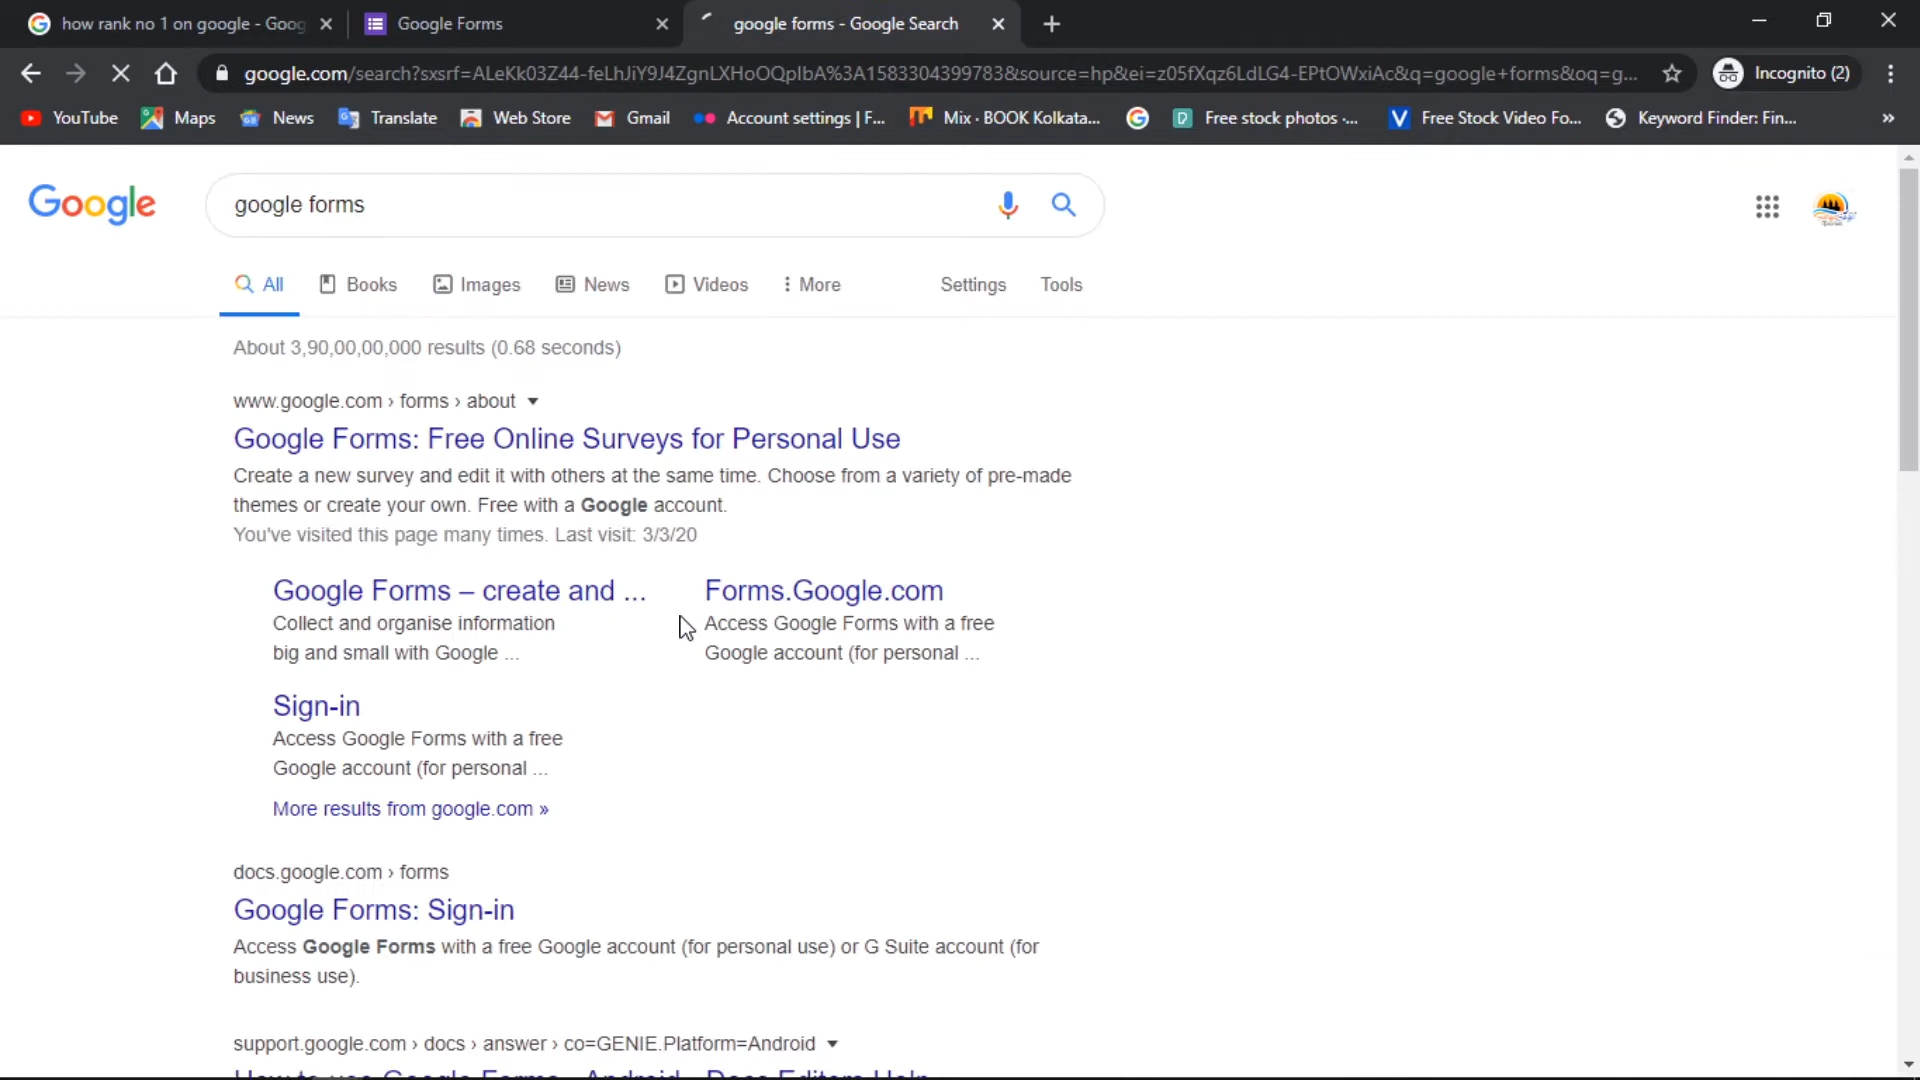 how rank no 1 on google - Goog
Google Forms
google forms - Google Search
google.com/search?sxsrf=ALeKk03Z44-feLhJiY9J4ZgnLXHoOQpIbA%3A1583304399783&source=hp&ei=z05fXqz6LdLG4-EPtOWxiAc&q=google+forms&oq=g...
Incognito (2)
YouTube
Maps
News
Translate
Web Store
Gmail
Account settings | F...
Mix · BOOK Kolkata...
Free stock photos ·...
Free Stock Video Fo...
Keyword Finder: Fin...
»
Google
google forms
All
Books
Images
News
Videos
More
Settings
Tools
About 3,90,00,00,000 results (0.68 seconds)
www.google.com › forms › about
Google Forms: Free Online Surveys for Personal Use
Create a new survey and edit it with others at the same time. Choose from a variety of pre-made
themes or create your own. Free with a Google account.
You've visited this page many times. Last visit: 3/3/20
Google Forms – create and ...
Collect and organise information
big and small with Google ...
Forms.Google.com
Access Google Forms with a free
Google account (for personal ...
Sign-in
Access Google Forms with a free
Google account (for personal ...
More results from google.com »
docs.google.com › forms
Google Forms: Sign-in
Access Google Forms with a free Google account (for personal use) or G Suite account (for
business use).
support.google.com › docs › answer › co=GENIE.Platform=Android
How to use Google Forms - Android - Docs Editors Help